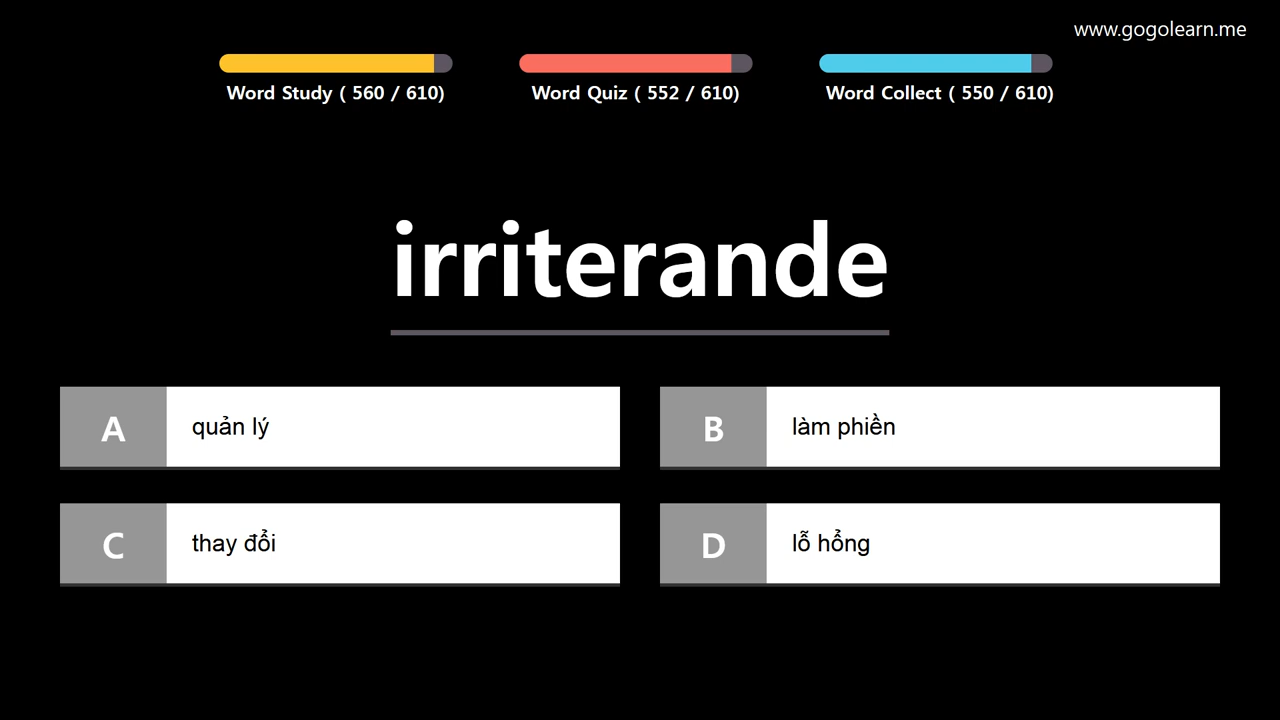 www.gogolearn.me
Word Study ( 560 / 610)
Word Quiz ( 552 / 610)
Word Collect ( 550 / 610)
irriterande
A quản lý
B làm phiền
C thay đổi
D lỗ hổng